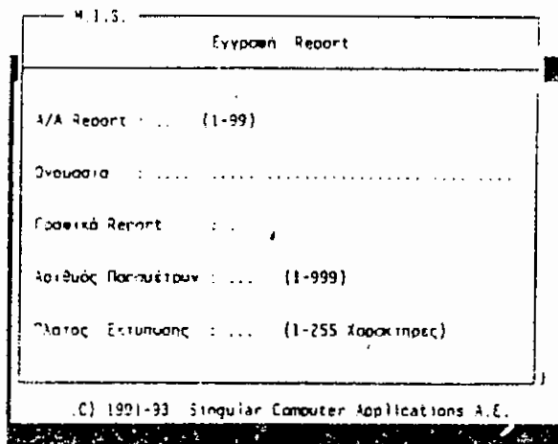 M.I.S.
Εγγραφή Report
Α/Α Report : .. (1-99)
Ονομασία : .... ... ... ... ... ... ... ...
Γραφικό Report : .
Αριθμός Παραμέτρων : ... (1-999)
Πλάτος Εκτύπωσης : ... (1-255 Χαρακτήρες)
(C) 1991-93 Singular Computer Applications A.E.